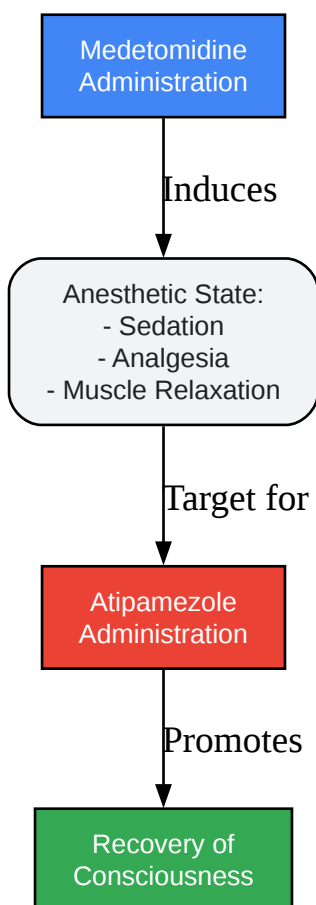 Medetomidine
Administration
Induces
Anesthetic State:
- Sedation
- Analgesia
- Muscle Relaxation
Target for
Atipamezole
Administration
Promotes
Recovery of
Consciousness